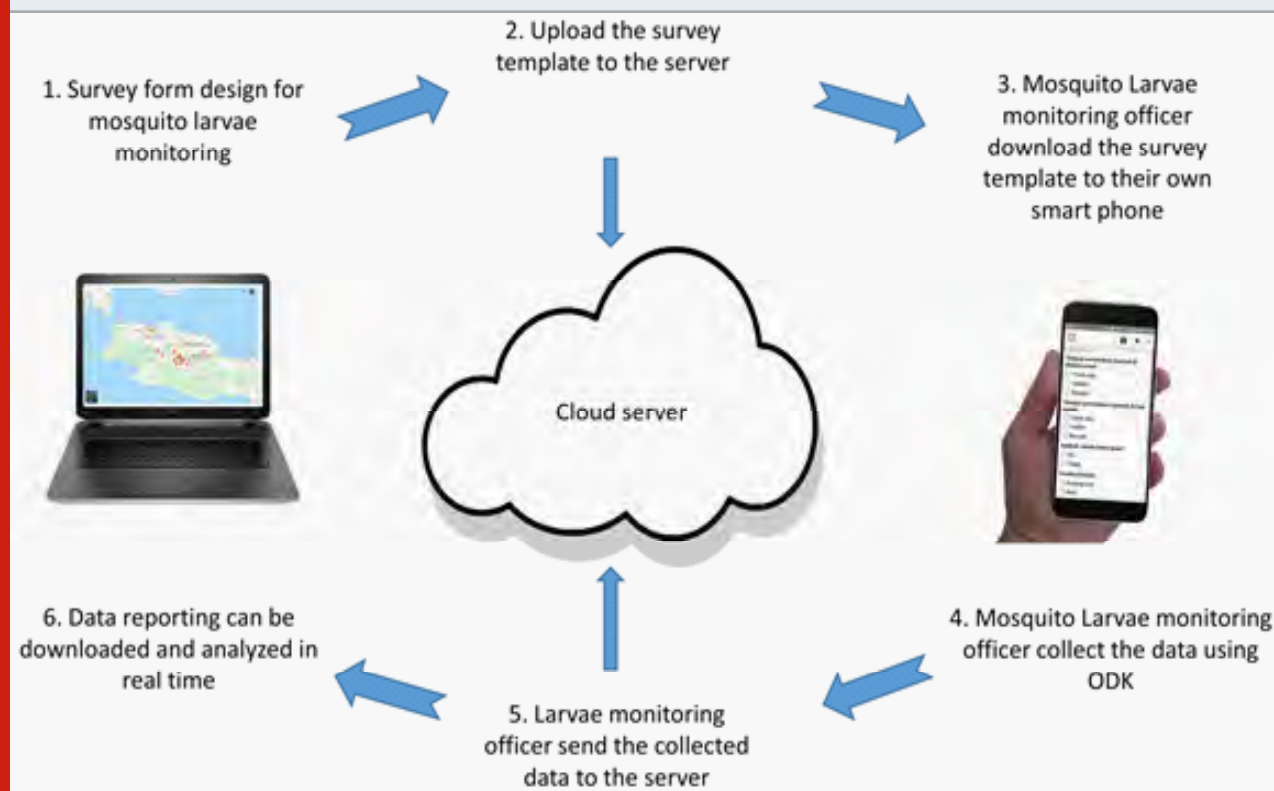 1. Survey form design for
mosquito larvae
monitoring
2. Upload the survey
template to the server
3. Mosquito Larvae
monitoring officer
download the survey
template to their own
smart phone
Cloud server
4. Mosquito Larvae monitoring
officer collect the data using
ODK
5. Larvae monitoring
officer send the collected
data to the server
6. Data reporting can be
downloaded and analyzed in
real time